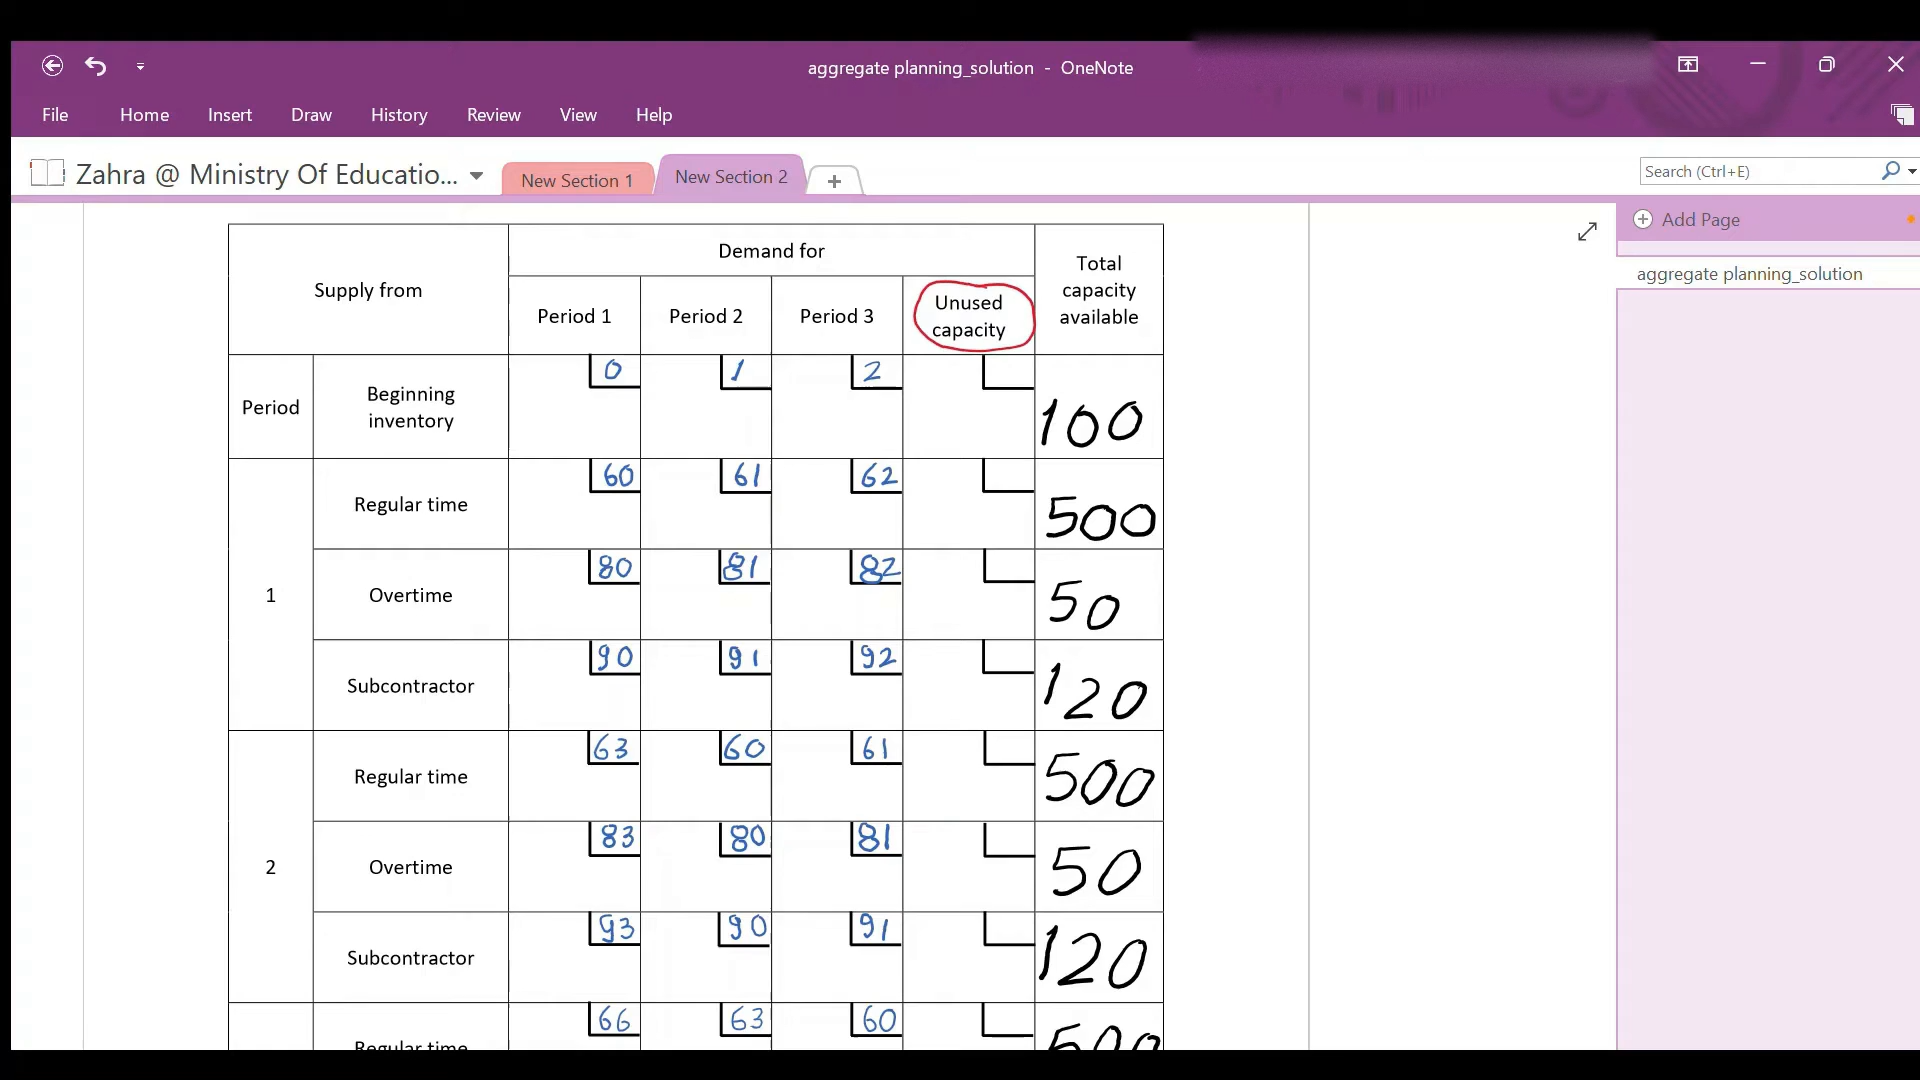 aggregate planning_solution - OneNote
File Home Insert Draw History Review View Help
Zahra @ Ministry Of Educatio... New Section 1 New Section 2 +
Search (Ctrl+E)
Add Page
aggregate planning_solution
Supply from
Demand for
Total
capacity
available
Period 1 Period 2 Period 3 Unused
capacity
Period Beginning
inventory 0 1 2 100
1 Regular time 60 61 62 500
Overtime 80 81 82 50
Subcontractor 90 91 92 120
2 Regular time 63 60 61 500
Overtime 83 80 81 50
Subcontractor 93 90 91 120
Regular time 66 63 60 500